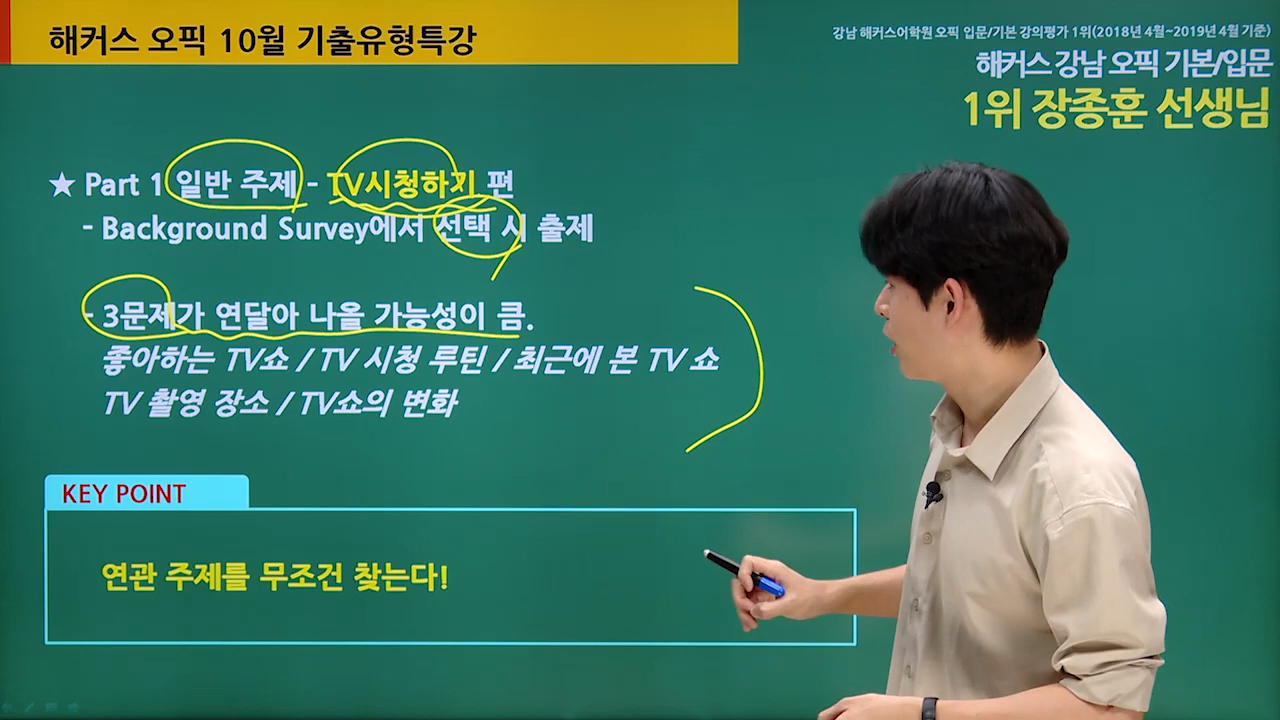 해커스 오픽 10월 기출유형특강
강남 해커스어학원 오픽 입문/기본 강의평가 1위(2018년 4월~2019년 4월 기준)
해커스 강남 오픽 기본/입문
1위 장종훈 선생님
★ Part 1 일반 주제 - TV시청하기 편
- Background Survey에서 선택 시 출제
- 3문제가 연달아 나올 가능성이 큼.
좋아하는 TV쇼 / TV 시청 루틴 / 최근에 본 TV 쇼
TV 촬영 장소 / TV쇼의 변화
KEY POINT
연관 주제를 무조건 찾는다!